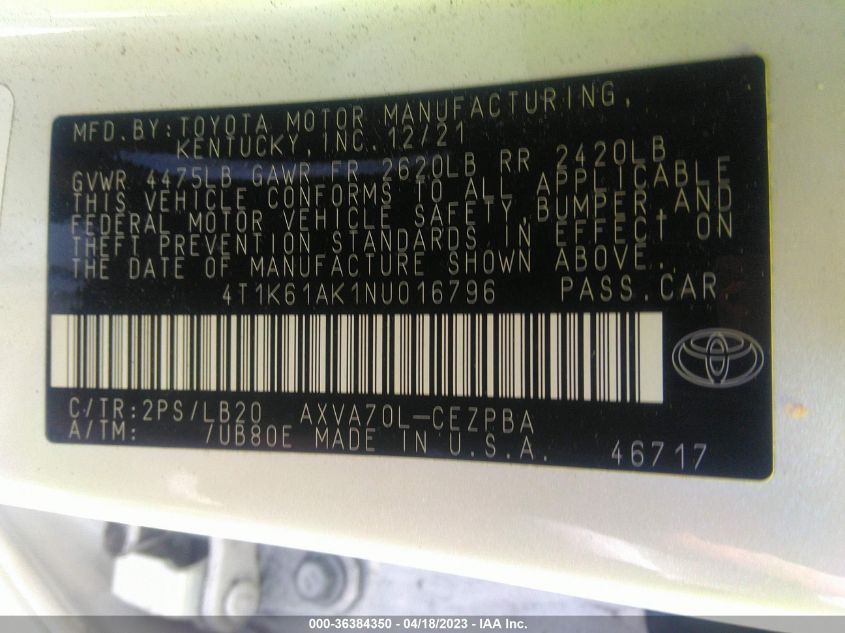 MFD. BY: TOYOTA MOTOR MANUFACTURING,
KENTUCKY, INC. 12/21
GVWR 4475LB GAWR FR 2620LB RR 2420LB
THIS VEHICLE CONFORMS TO ALL APPLICABLE
FEDERAL MOTOR VEHICLE SAFETY, BUMPER, AND
THEFT PREVENTION STANDARDS IN EFFECT ON
THE DATE OF MANUFACTURE SHOWN ABOVE.
4T1K61AK1NU016796 PASS. CAR
C/TR: 2PS/LB20 AXVA70L-CEZPBA
A/TM: /UB80E MADE IN U.S.A. 46717
000-36384350 - 04/18/2023 - IAA Inc.